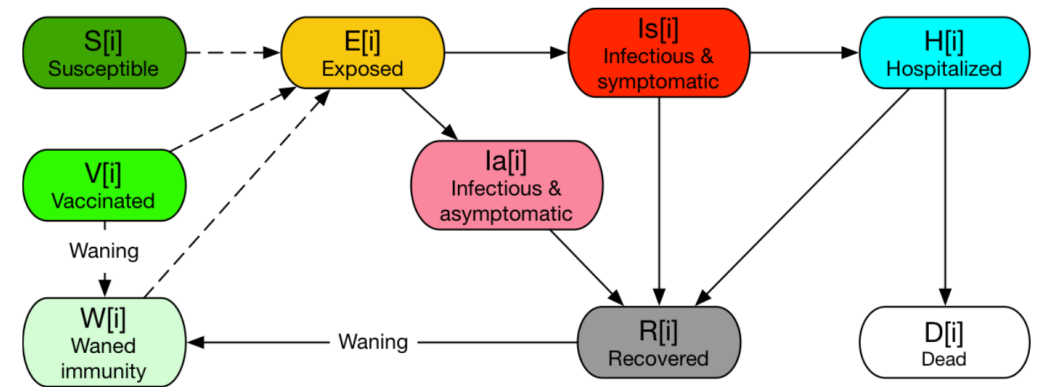 S[i]
Susceptible
E[i]
Exposed
Is[i]
Infectious &
symptomatic
H[i]
Hospitalized
V[i]
Vaccinated
Ia[i]
Infectious &
asymptomatic
Waning
W[i]
Waned
immunity
Waning
R[i]
Recovered
D[i]
Dead